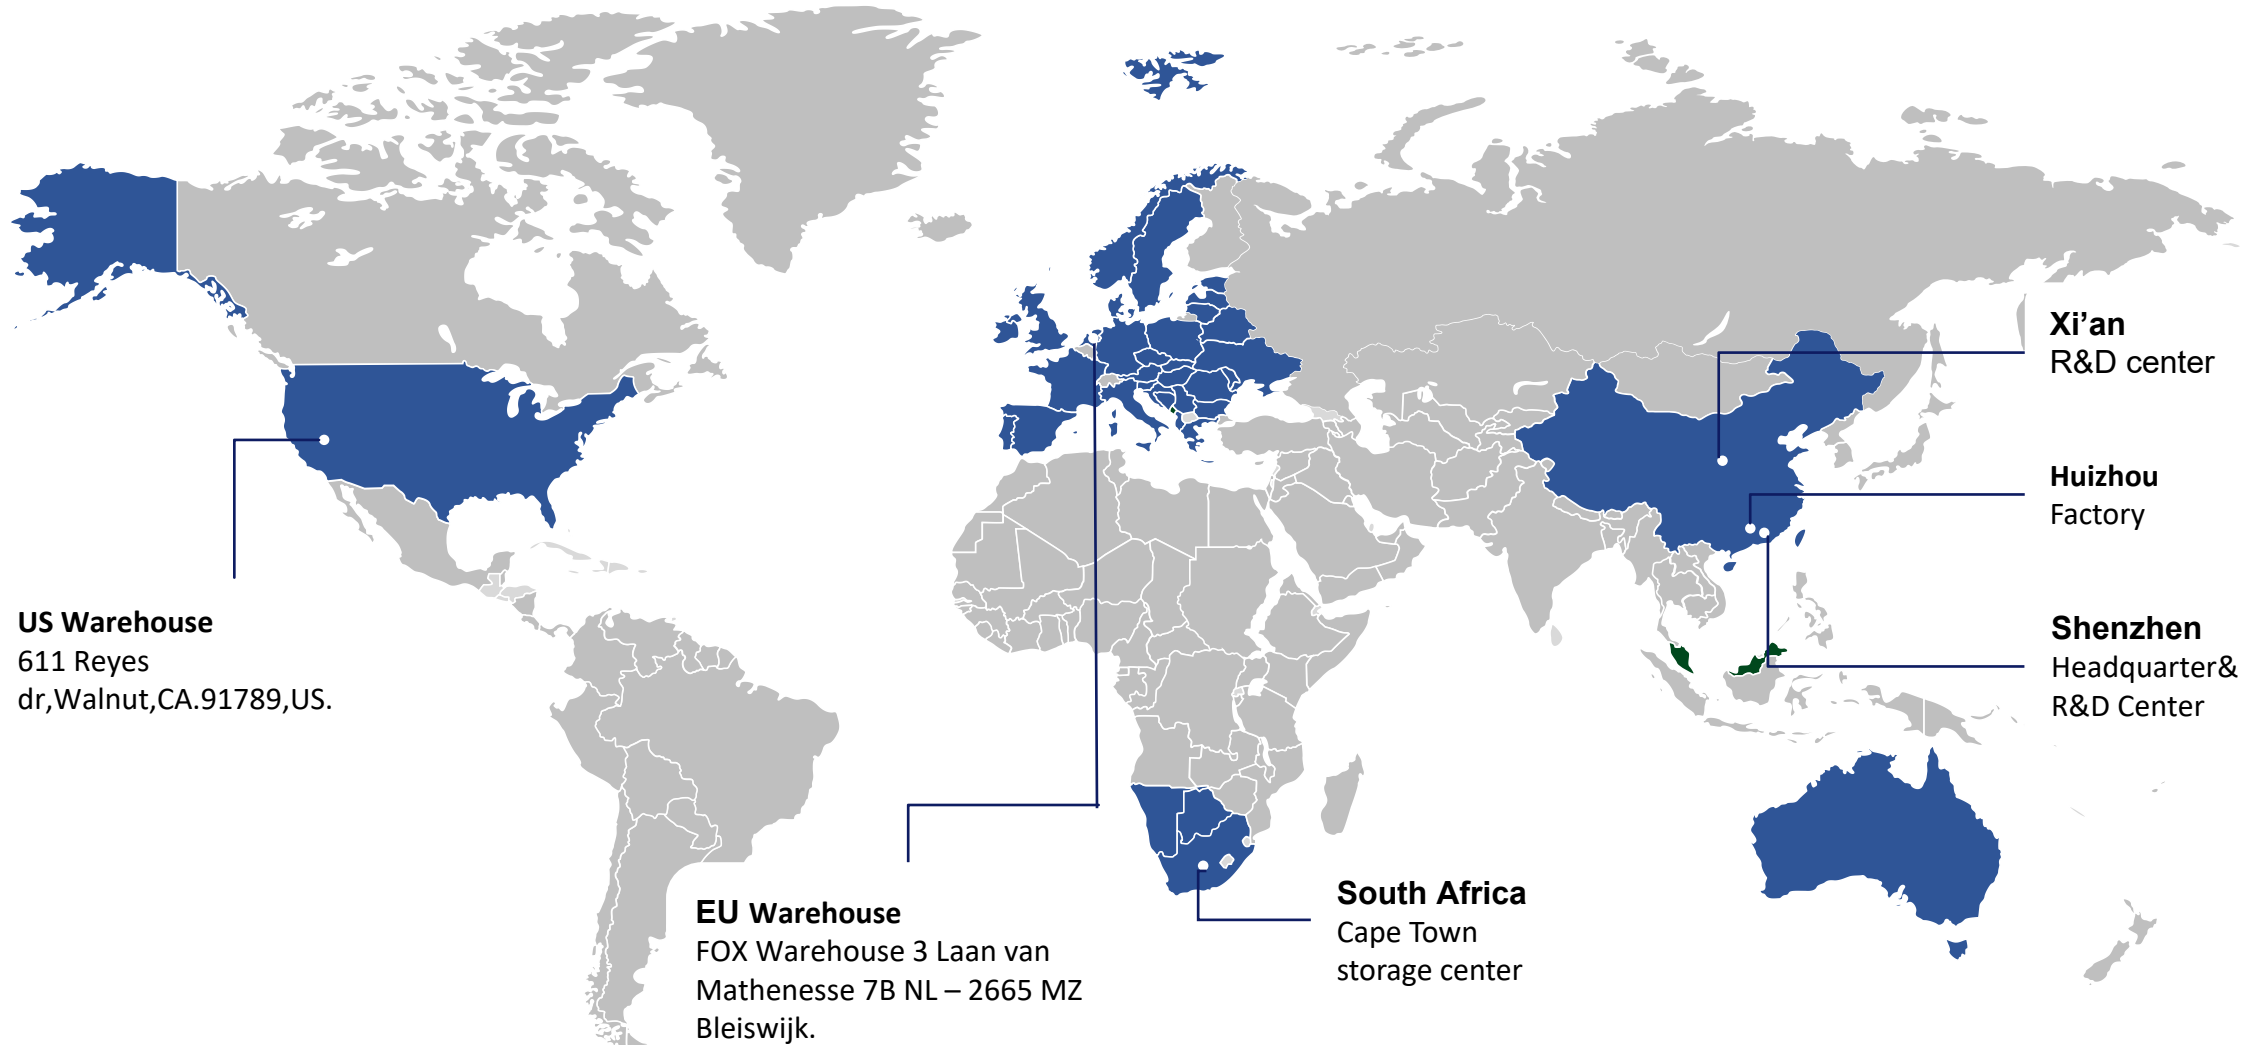 Xi’an
R&D center
Huizhou
Factory
US Warehouse
611 Reyes
dr,Walnut,CA.91789,US.
Shenzhen
Headquarter&
R&D Center
EU Warehouse
FOX Warehouse 3 Laan van
Mathenesse 7B NL – 2665 MZ
Bleiswijk.
South Africa
Cape Town
storage center